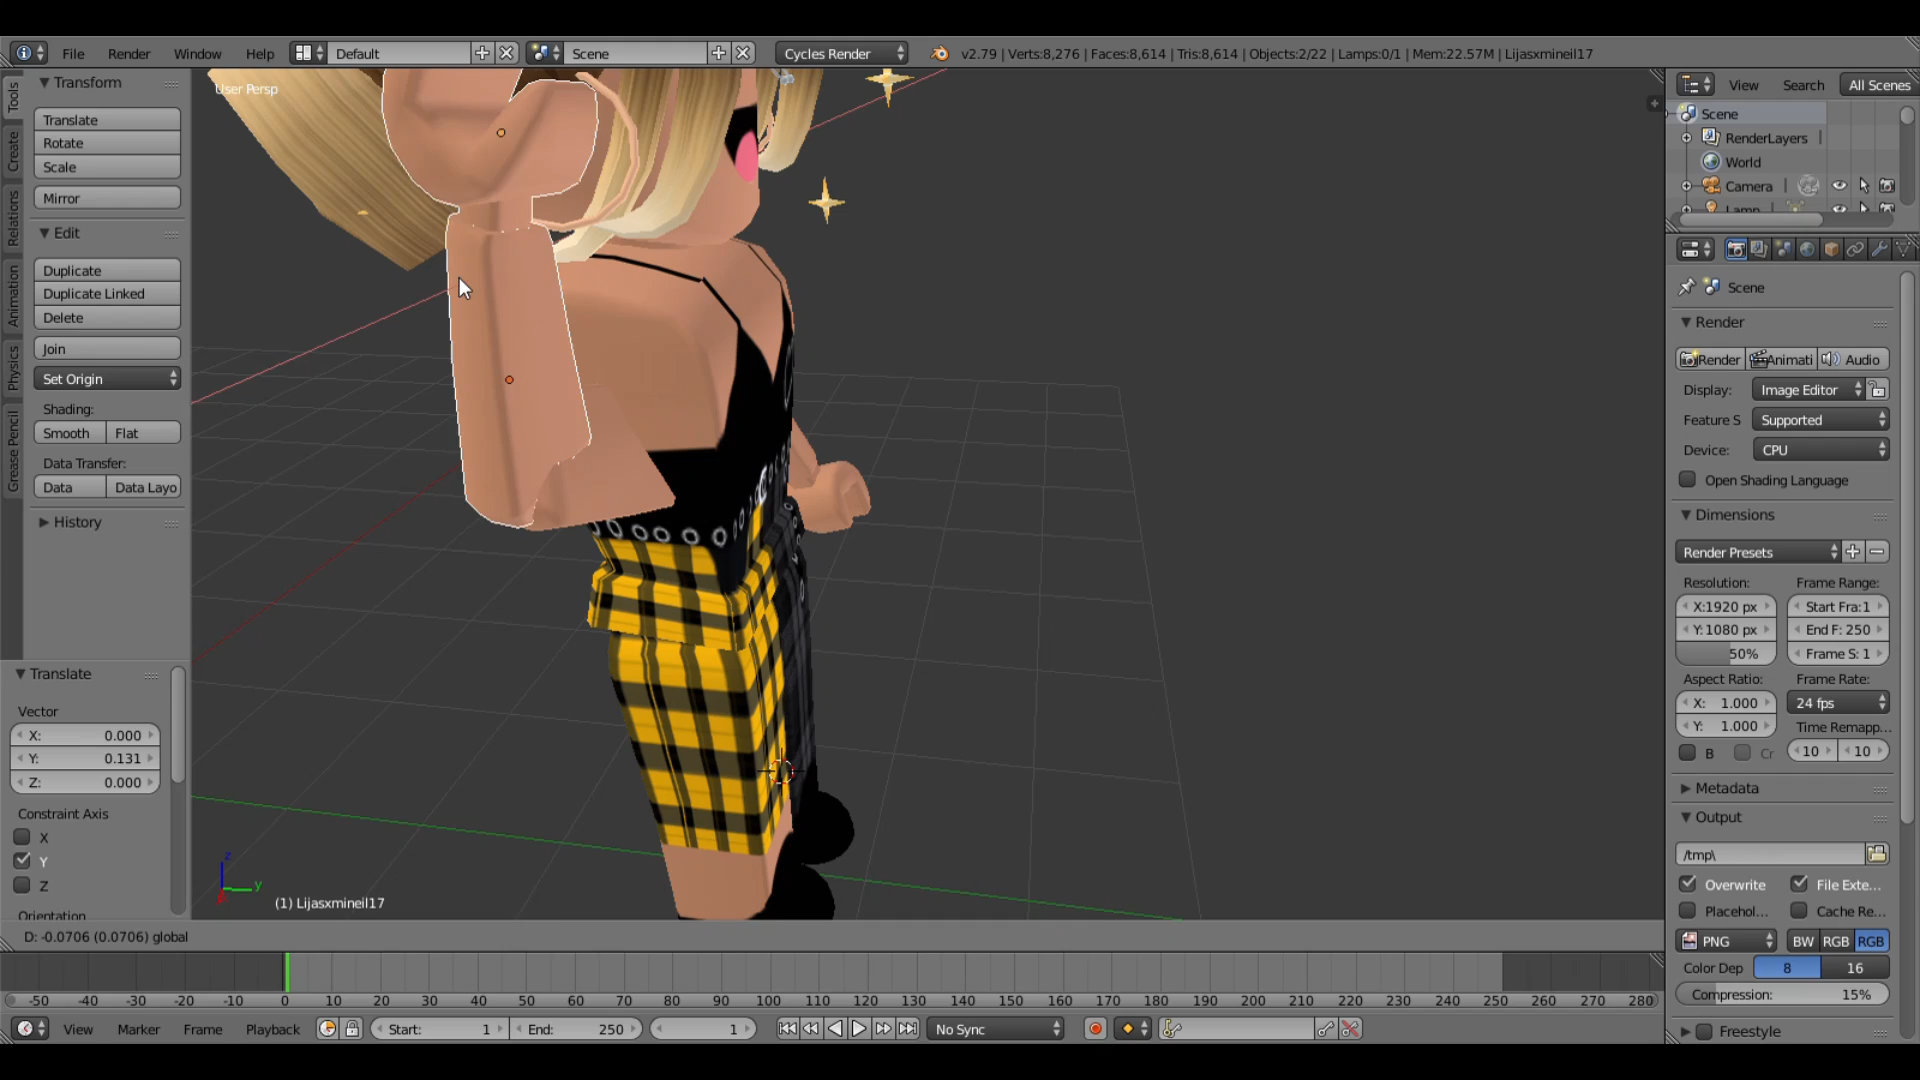 File Render Window Help Default Scene Cycles Render v2.79 | Verts:8,276 | Faces:8,614 | Tris:8,614 | Objects:2/22 | Lamps:0/1 | Mem:22.57M | Lijasxmineil17
Tools
Create
Relations
Animation
Physics
Grease Pencil
Transform
Translate
Rotate
Scale
Mirror
Edit
Duplicate
Duplicate Linked
Delete
Join
Set Origin
Shading:
Smooth Flat
Data Transfer:
Data Data Layo
History
Translate
Vector
X: 0.000
Y: 0.131
Z: 0.000
Constraint Axis
X
Y
Z
Orientation
User Persp
z
y
(1) Lijasxmineil17
D: -0.0706 (0.0706) global
View Search All Scenes
Scene
RenderLayers
World
Camera
Lamp
Scene
Render
Render Animati Audio
Display: Image Editor
Feature S Supported
Device: CPU
Open Shading Language
Dimensions
Render Presets
Resolution: Frame Range:
X:1920 px Start Fra:1
Y:1080 px End F: 250
50% Frame S: 1
Aspect Ratio: Frame Rate:
X: 1.000 24 fps
Y: 1.000 Time Remapp...
B Cr 10 10
Metadata
Output
/tmp\
Overwrite File Exte...
Placehol... Cache Re...
PNG BW RGB RGB
Color Dep 8 16
Compression: 15%
Freestyle
-50 -40 -30 -20 -10 0 10 20 30 40 50 60 70 80 90 100 110 120 130 140 150 160 170 180 190 200 210 220 230 240 250 260 270 280
View Marker Frame Playback Start: 1 End: 250 1 No Sync